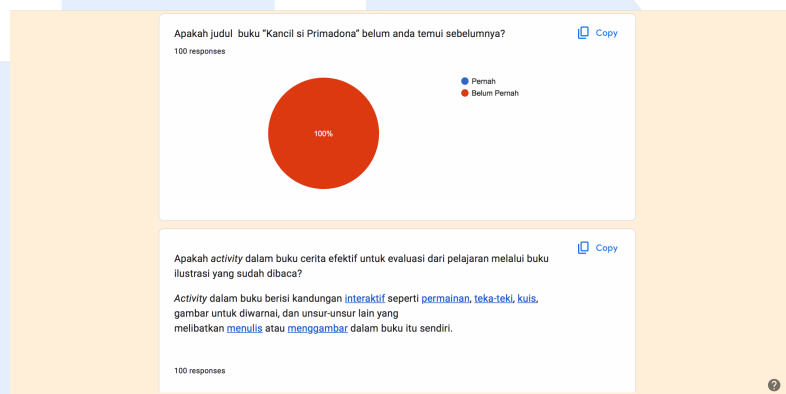 Apakah judul  buku "Kancil si Primadona" belum anda temui sebelumnya?
Copy
100 responses
Pernah
Belum Pernah
100%
Copy
Apakah activity dalam buku cerita efektif untuk evaluasi dari pelajaran melalui buku
ilustrasi yang sudah dibaca?
Activity dalam buku berisi kandungan interaktif seperti permainan, teka-teki, kuis,
gambar untuk diwarnai, dan unsur-unsur lain yang
melibatkan menulis atau menggambar dalam buku itu sendiri.
100 responses
?